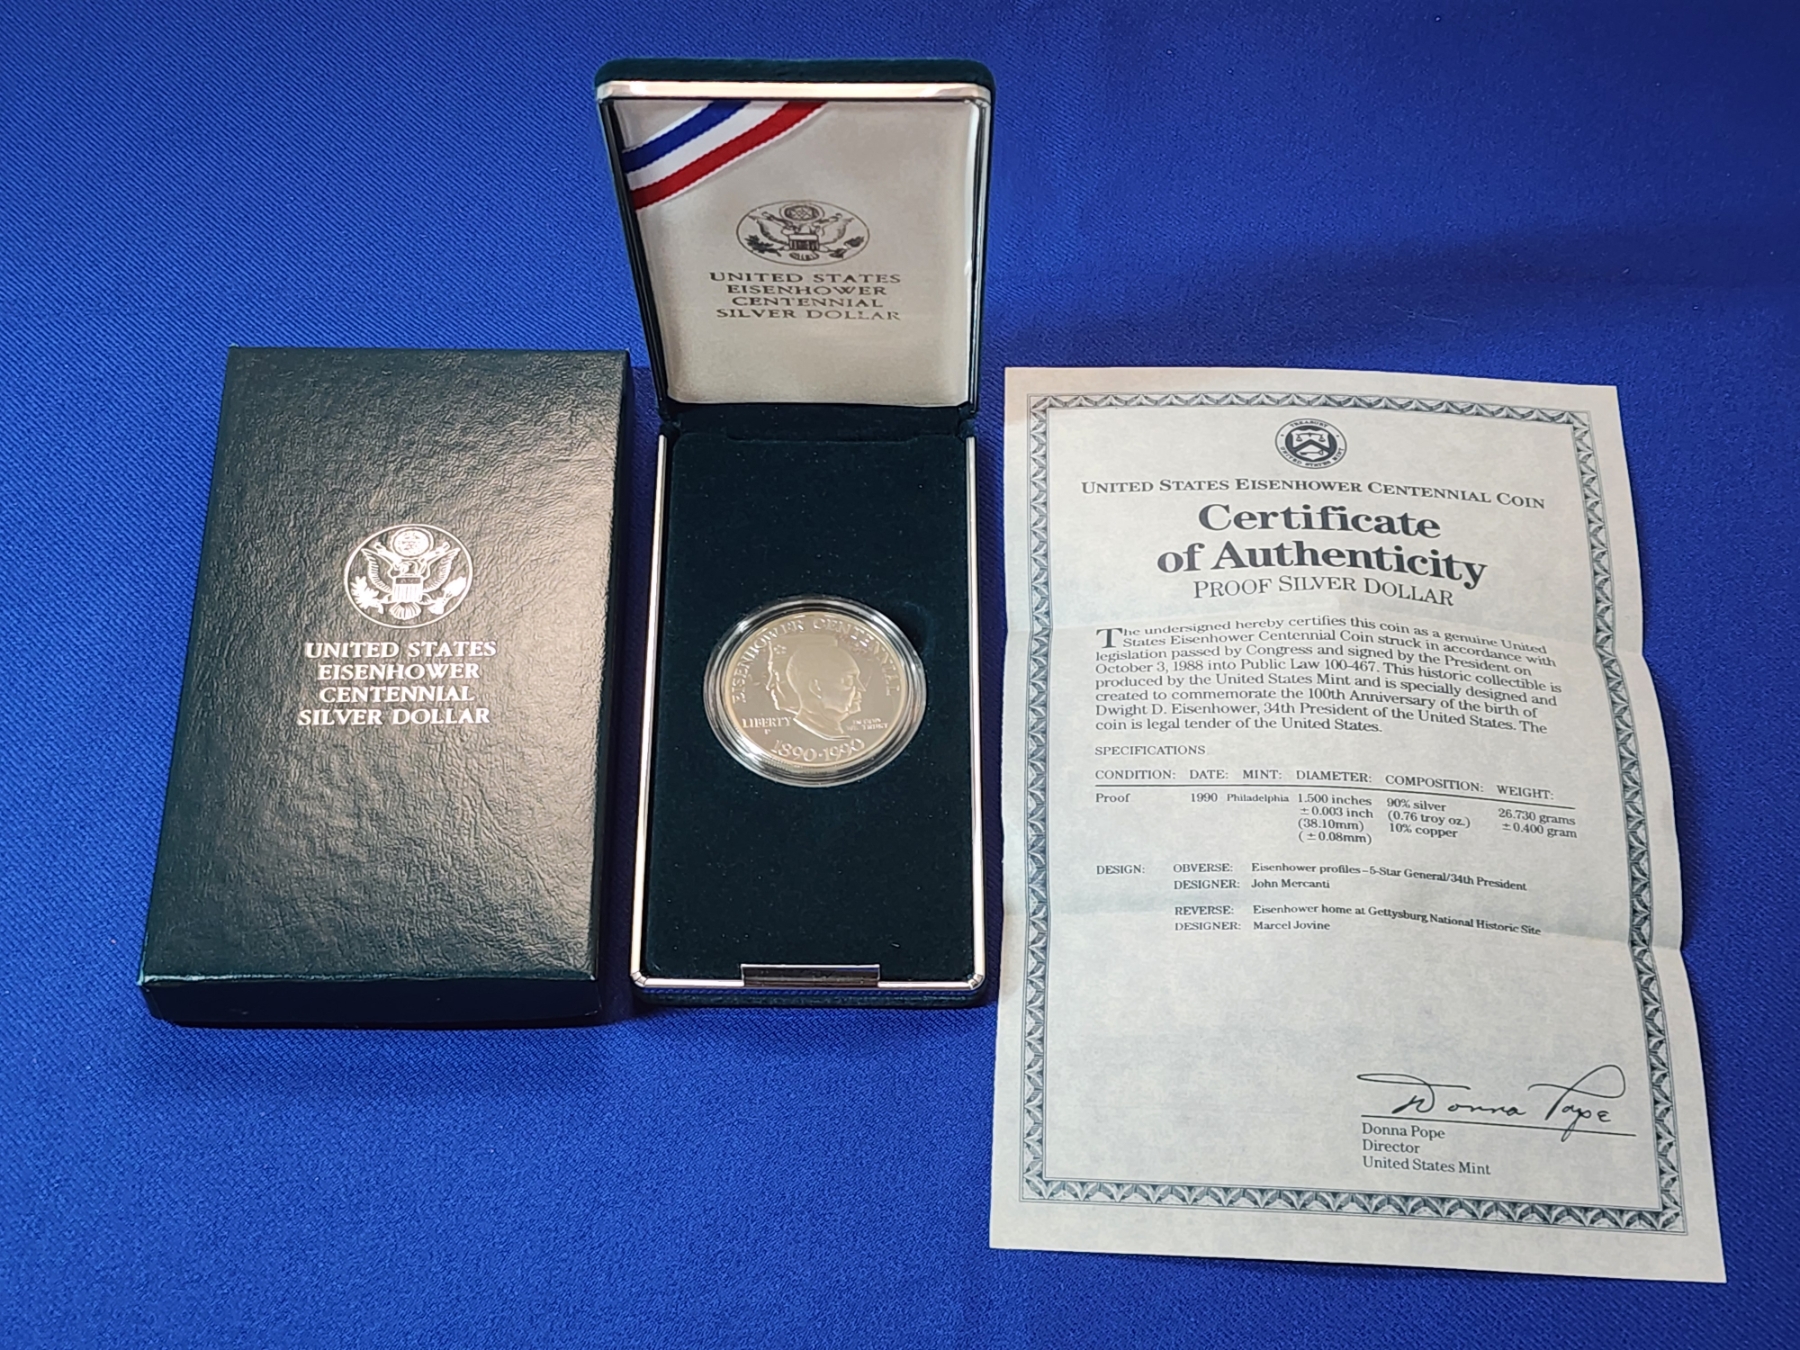 UNITED STATES
EISENHOWER
CENTENNIAL
SILVER DOLLAR
UNITED STATES
EISENHOWER
CENTENNIAL
SILVER DOLLAR
EISENHOWER CENTENNIAL
LIBERTY
IN GOD
WE TRUST
P
1890-1990
TREASURY
UNITED STATES MINT
UNITED STATES EISENHOWER CENTENNIAL COIN
Certificate
of Authenticity
PROOF SILVER DOLLAR
The undersigned hereby certifies this coin as a genuine United
States Eisenhower Centennial Coin struck in accordance with
legislation passed by Congress and signed by the President on
October 3, 1988 into Public Law 100-467. This historic collectible is
produced by the United States Mint and is specially designed and
created to commemorate the 100th Anniversary of the birth of
Dwight D. Eisenhower, 34th President of the United States. The
coin is legal tender of the United States.
SPECIFICATIONS
CONDITION: DATE: MINT: DIAMETER: COMPOSITION: WEIGHT:
Proof 1990 Philadelphia 1.500 inches 90% silver 26.730 grams
±0.003 inch (0.76 troy oz.) ±0.400 gram
(38.10mm) 10% copper
(±0.08mm)
DESIGN: OBVERSE: Eisenhower profiles–5-Star General/34th President
DESIGNER: John Mercanti
REVERSE: Eisenhower home at Gettysburg National Historic Site
DESIGNER: Marcel Jovine
Donna Pope
Donna Pope
Director
United States Mint